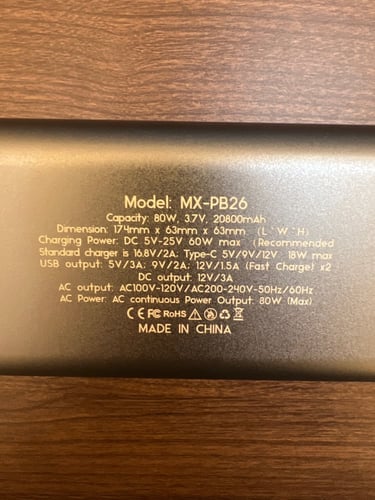 Model: MX-PB26
Capacity: 80W, 3.7V, 20800mAh
Dimension: 174mm x 63mm x 63mm (L*W*H)
Charging Power: DC 5V-25V 60W max (Recommended
Standard charger is 16.8V/2A: Type-C 5V/9V/12V 18W max
USB output: 5V/3A; 9V/2A; 12V/1.5A (Fast Charge) x2
DC output: 12V/3A
AC output: AC100V-120V/AC200-240V-50Hz/60Hz
AC Power: AC continuous Power Output: 80W (Max)
CE FC RoHS
MADE IN CHINA